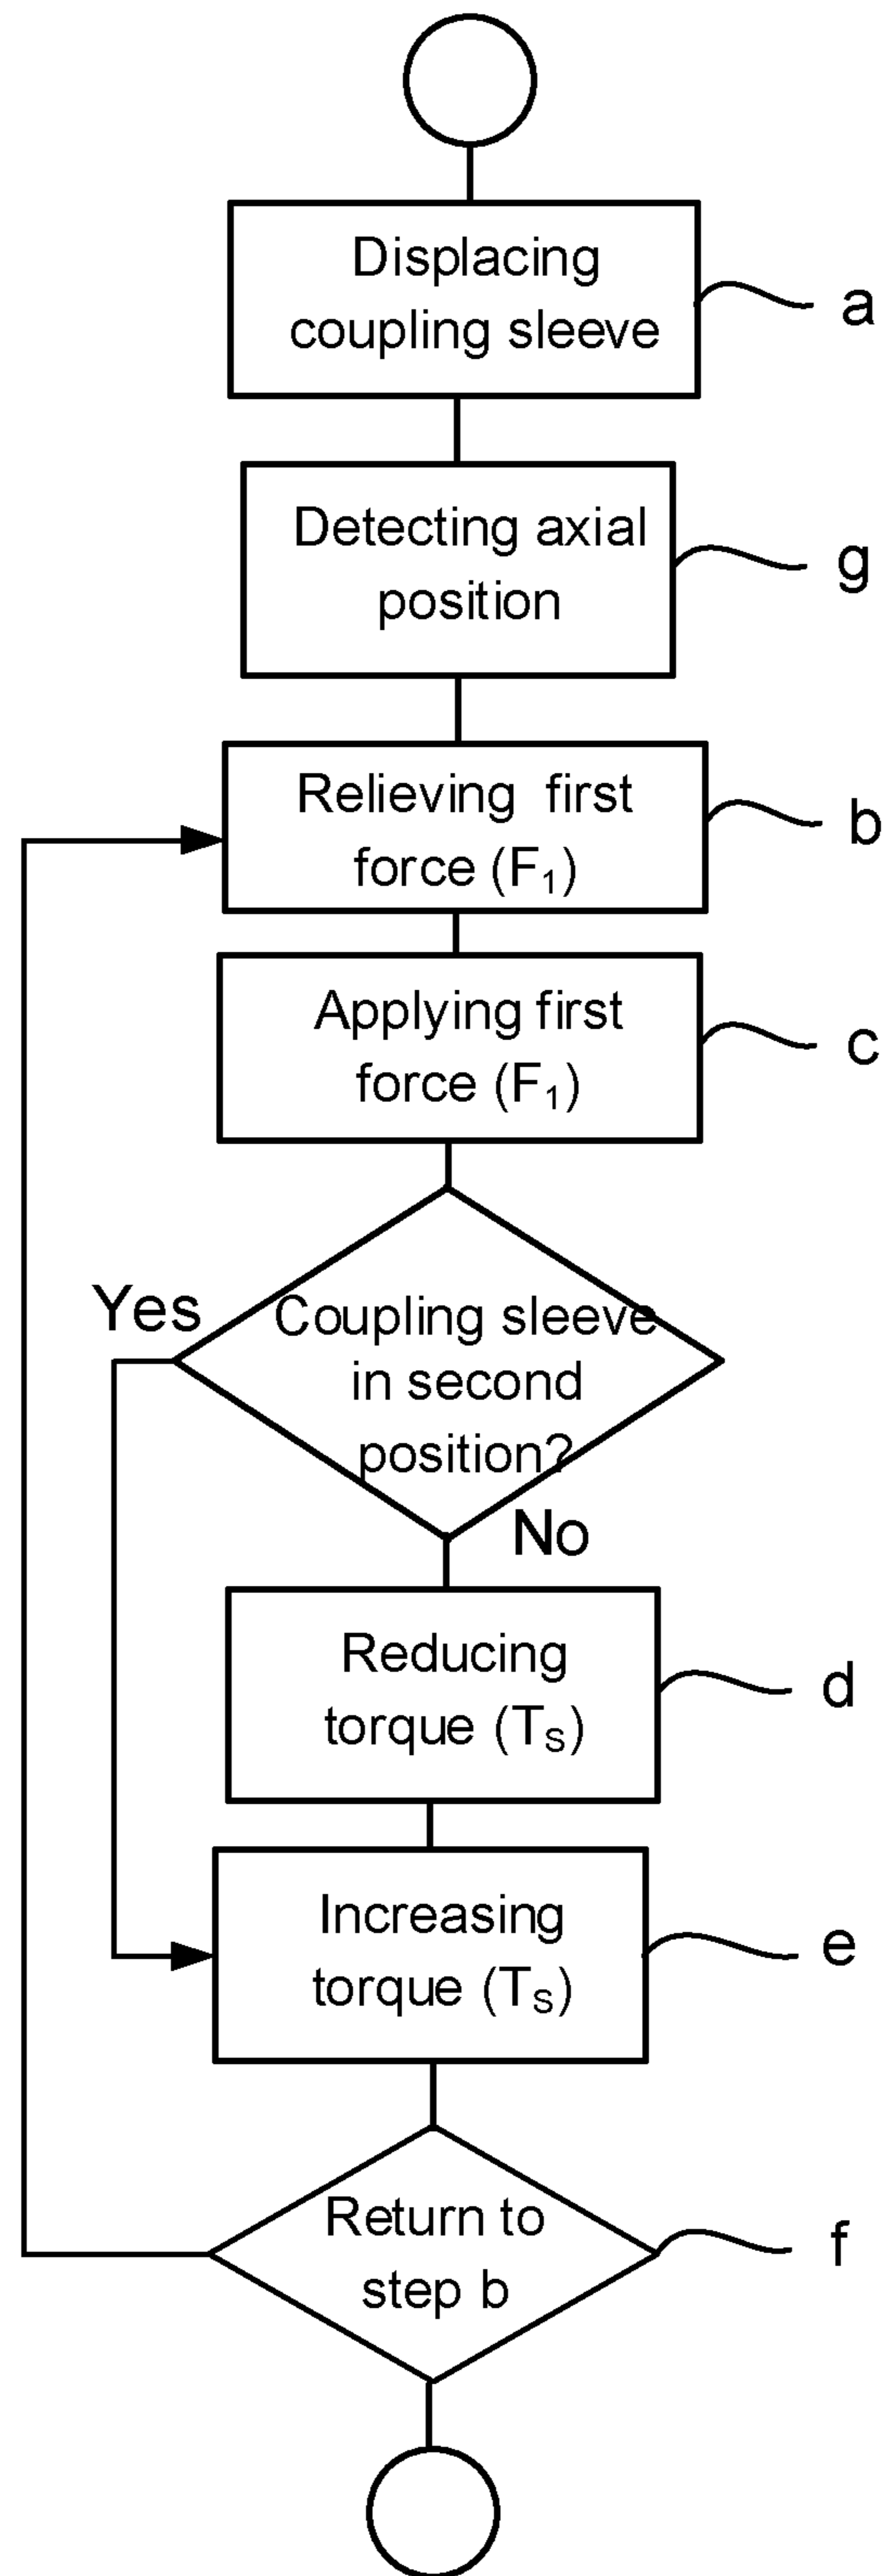 Displacing
coupling sleeve
a
Detecting axial
position
g
Relieving first
force (F₁)
b
Applying first
force (F₁)
c
Yes
Coupling sleeve
in second
position?
No
Reducing
torque (Tₛ)
d
Increasing
torque (Tₛ)
e
Return to
step b
f